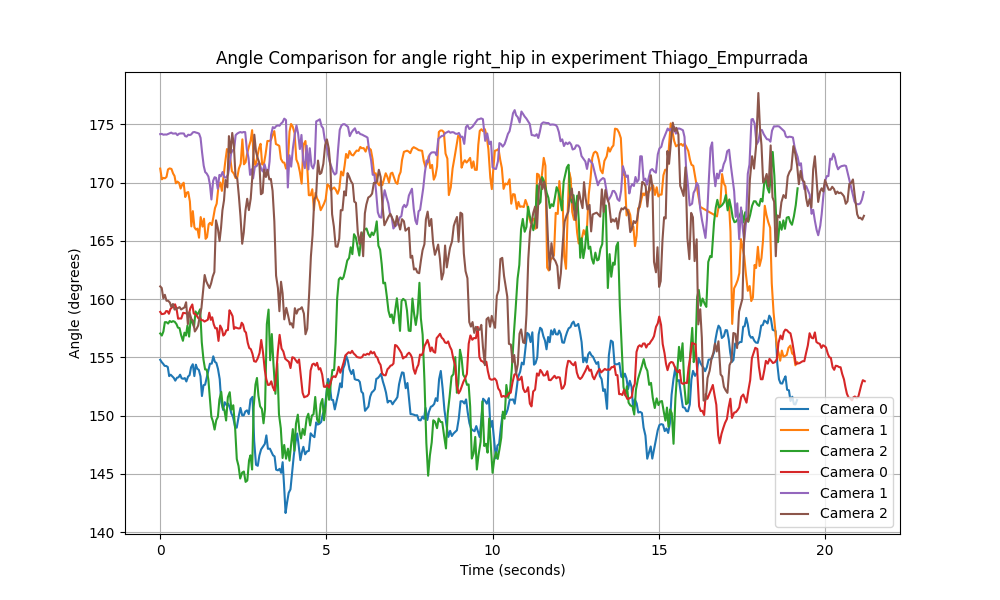 Angle Comparison for angle right_hip in experiment Thiago_Empurrada
Angle (degrees)
175
170
165
160
155
150
145
140
0 5 10 15 20
Time (seconds)
Camera 0
Camera 1
Camera 2
Camera 0
Camera 1
Camera 2